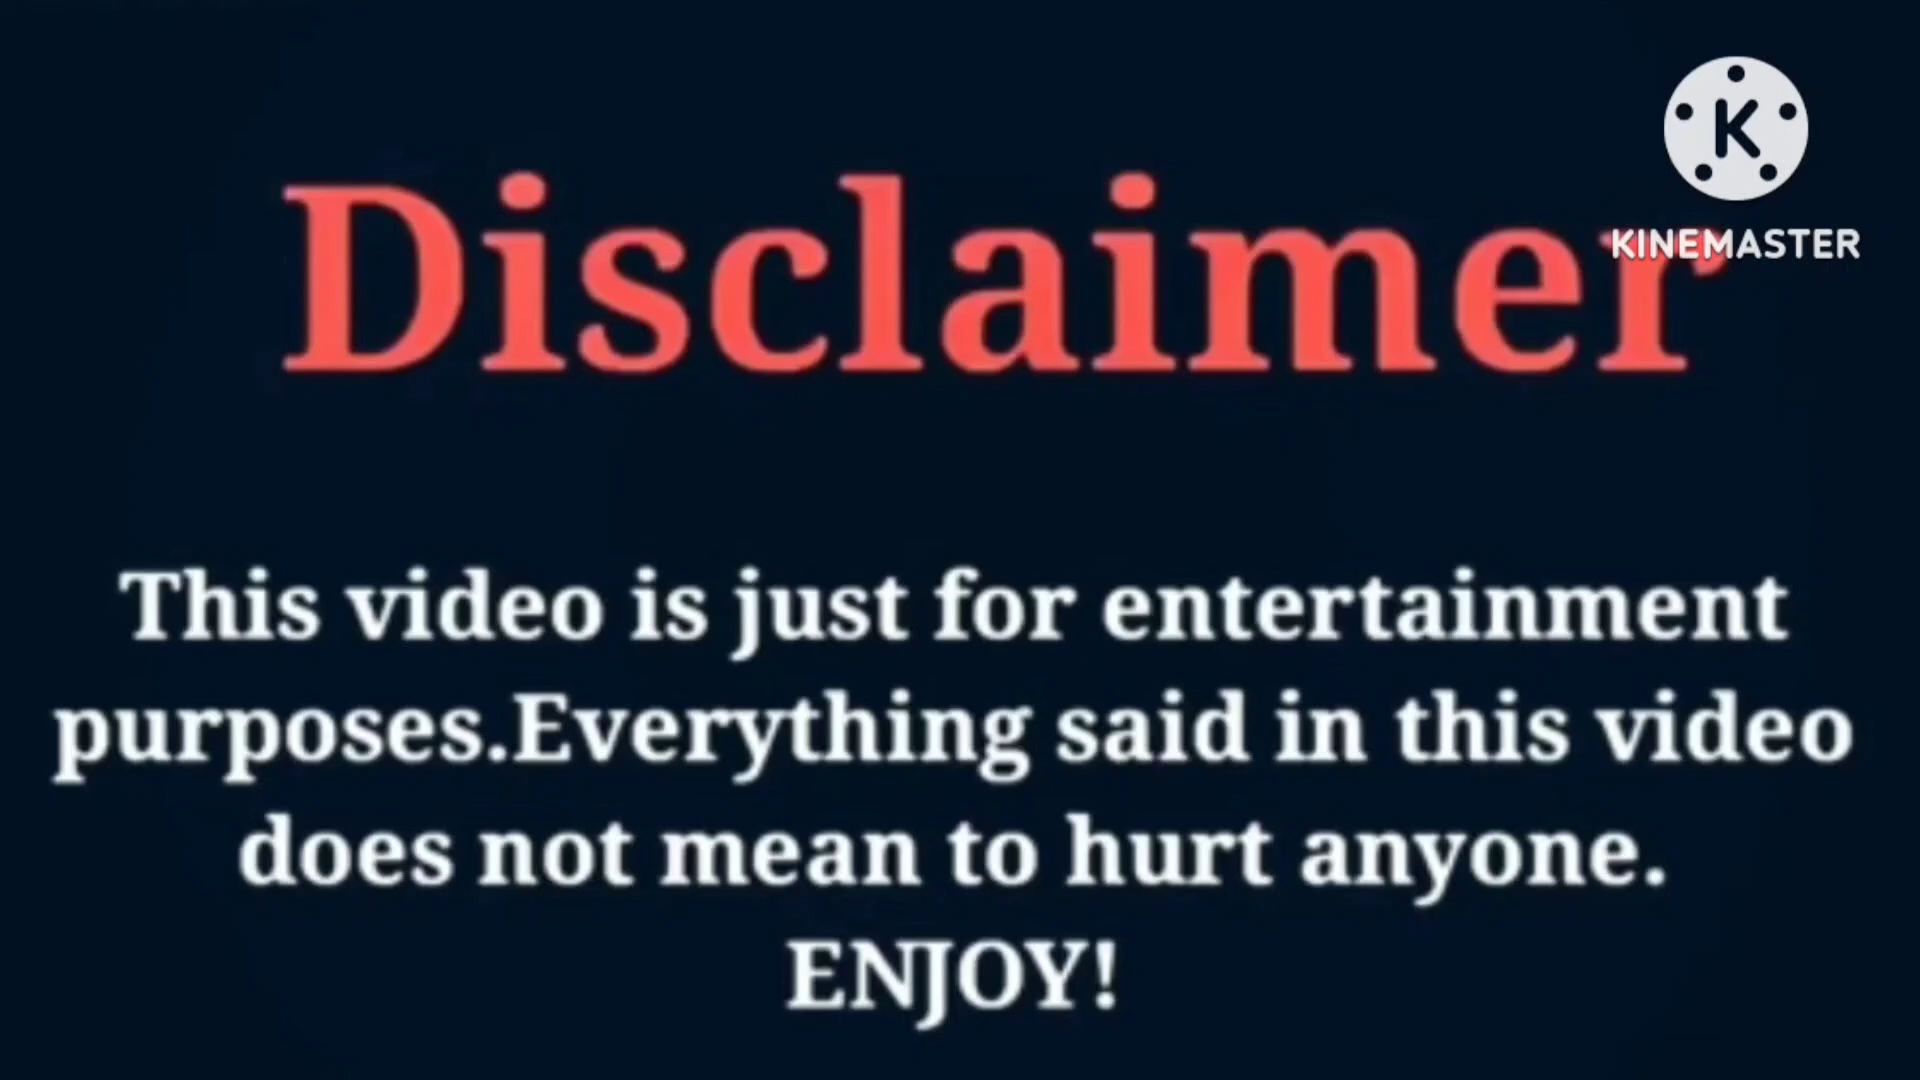 K
KINEMASTER
Disclaimer
This video is just for entertainment
purposes.Everything said in this video
does not mean to hurt anyone.
ENJOY!